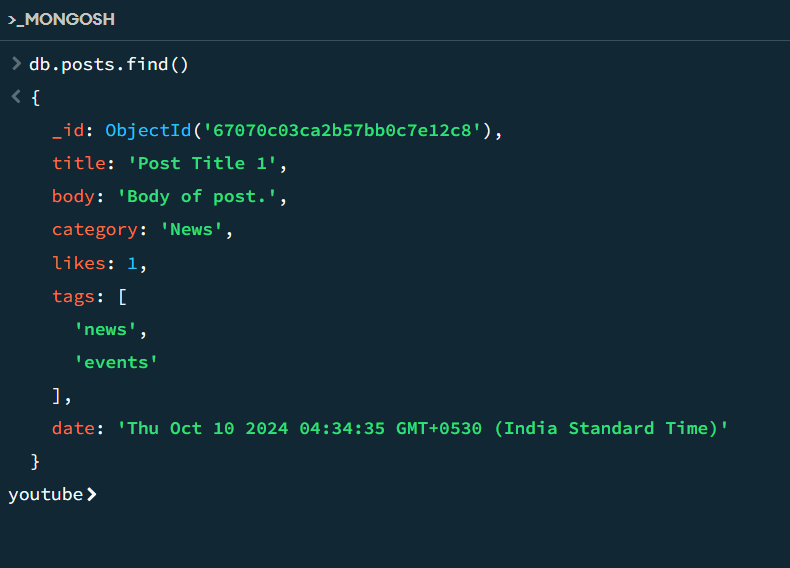 >_MONGOSH
> db.posts.find()
< {
_id: ObjectId('67070c03ca2b57bb0c7e12c8'),
title: 'Post Title 1',
body: 'Body of post.',
category: 'News',
likes: 1,
tags: [
'news',
'events'
],
date: 'Thu Oct 10 2024 04:34:35 GMT+0530 (India Standard Time)'
}
youtube>